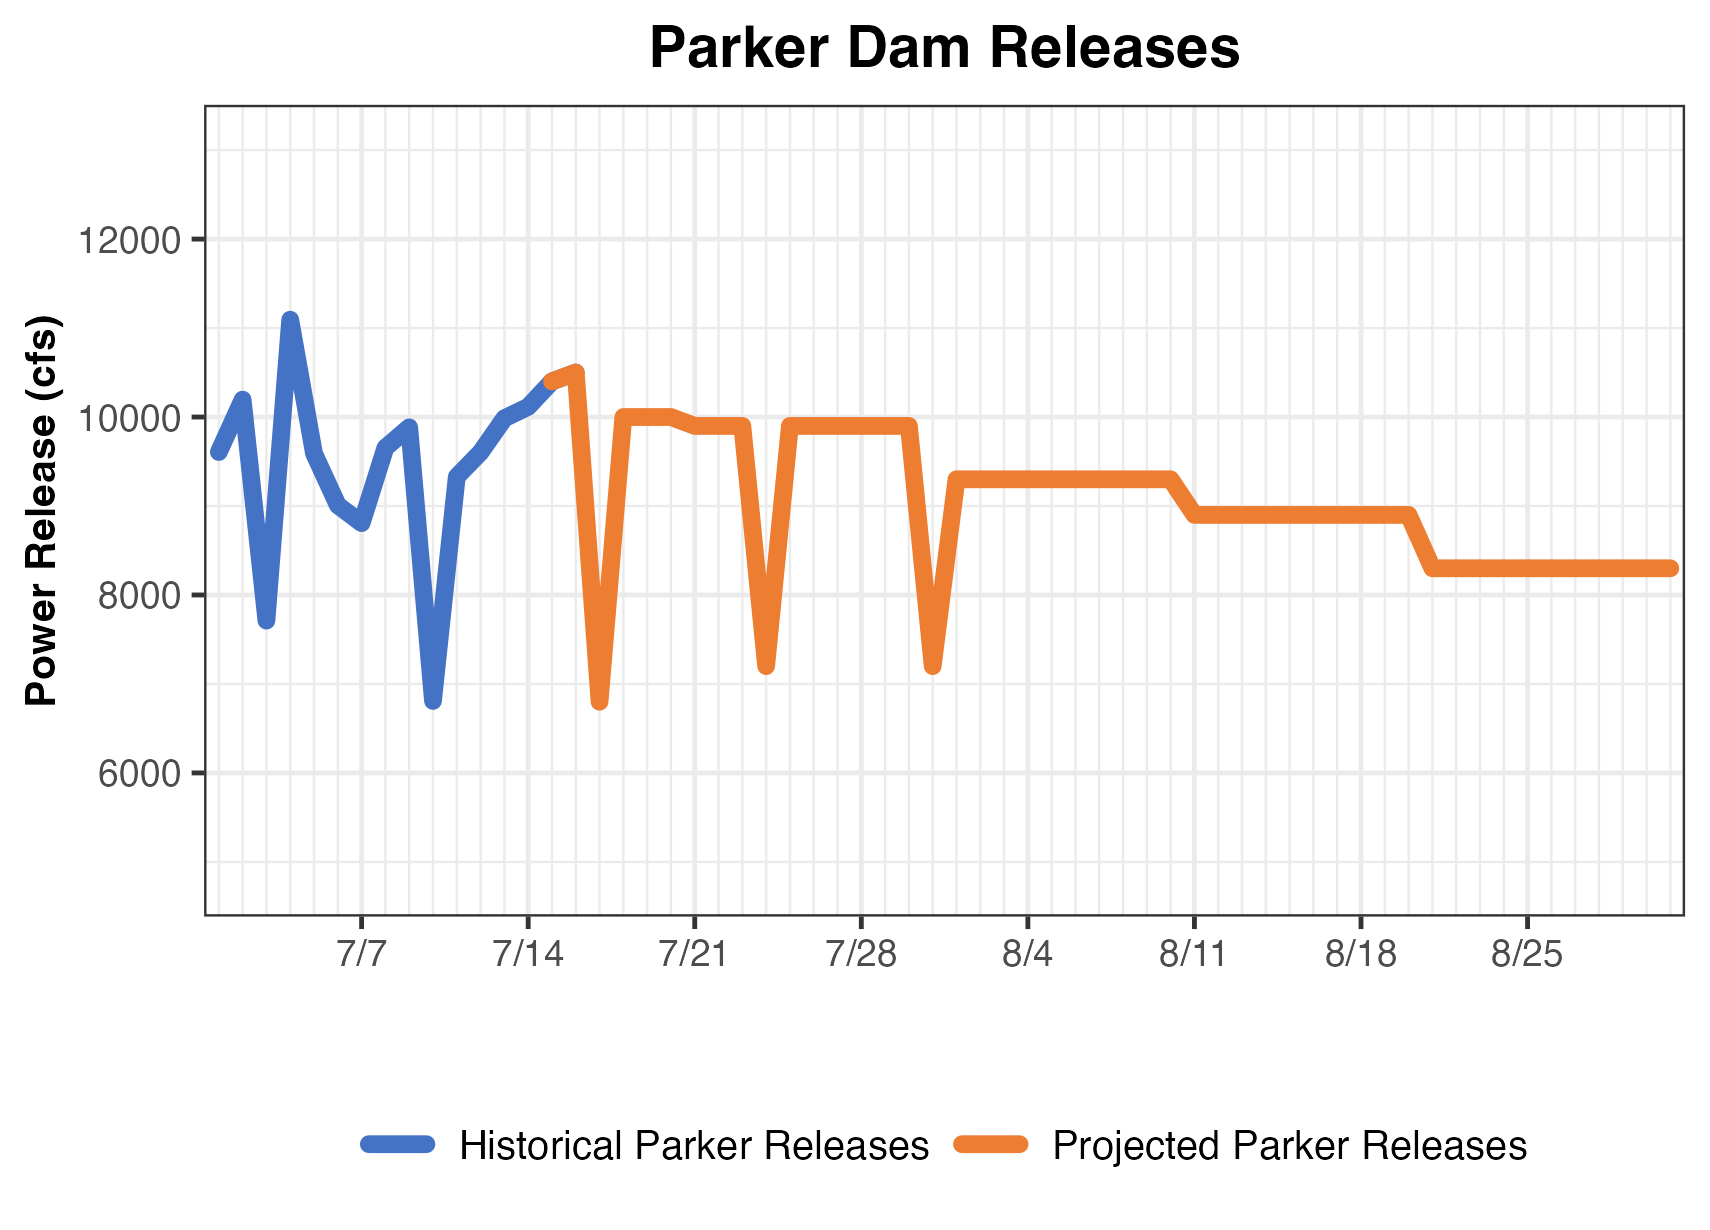 Parker Dam Releases
Power Release (cfs)
12000
10000
8000
6000
7/7 7/14 7/21 7/28 8/4 8/11 8/18 8/25
Historical Parker Releases Projected Parker Releases